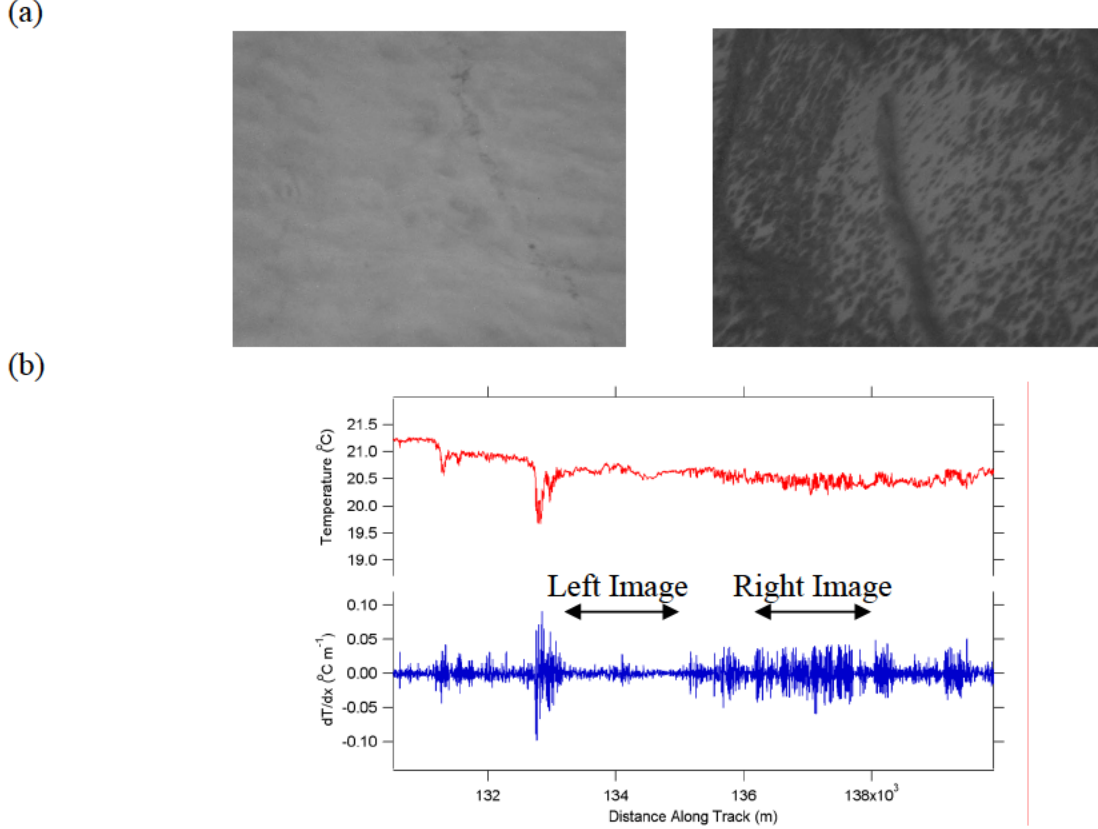 (a)
(b)
21.5
21.0
20.5
20.0
19.5
19.0
Temperature (°C)
Left Image
Right Image
0.10
0.05
0.00
-0.05
-0.10
dT/dx (°C m⁻¹)
132
134
136
138x10³
Distance Along Track (m)